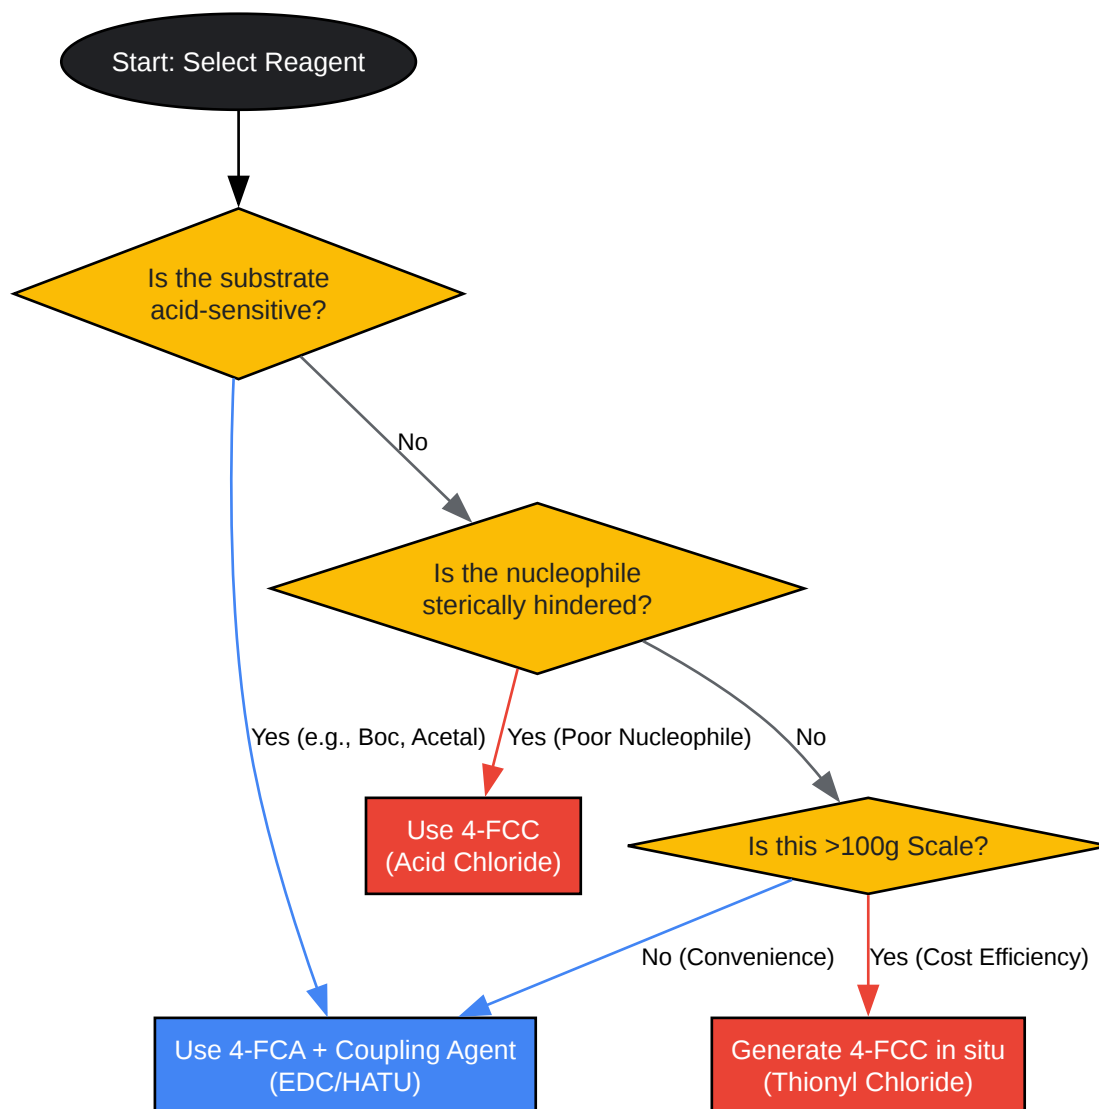 Start: Select Reagent
Is the substrate
acid-sensitive?
No
Is the nucleophile
sterically hindered?
Yes (e.g., Boc, Acetal)
Yes (Poor Nucleophile)
No
Use 4-FCC
(Acid Chloride)
Is this >100g Scale?
No (Convenience)
Yes (Cost Efficiency)
Use 4-FCA + Coupling Agent
(EDC/HATU)
Generate 4-FCC in situ
(Thionyl Chloride)